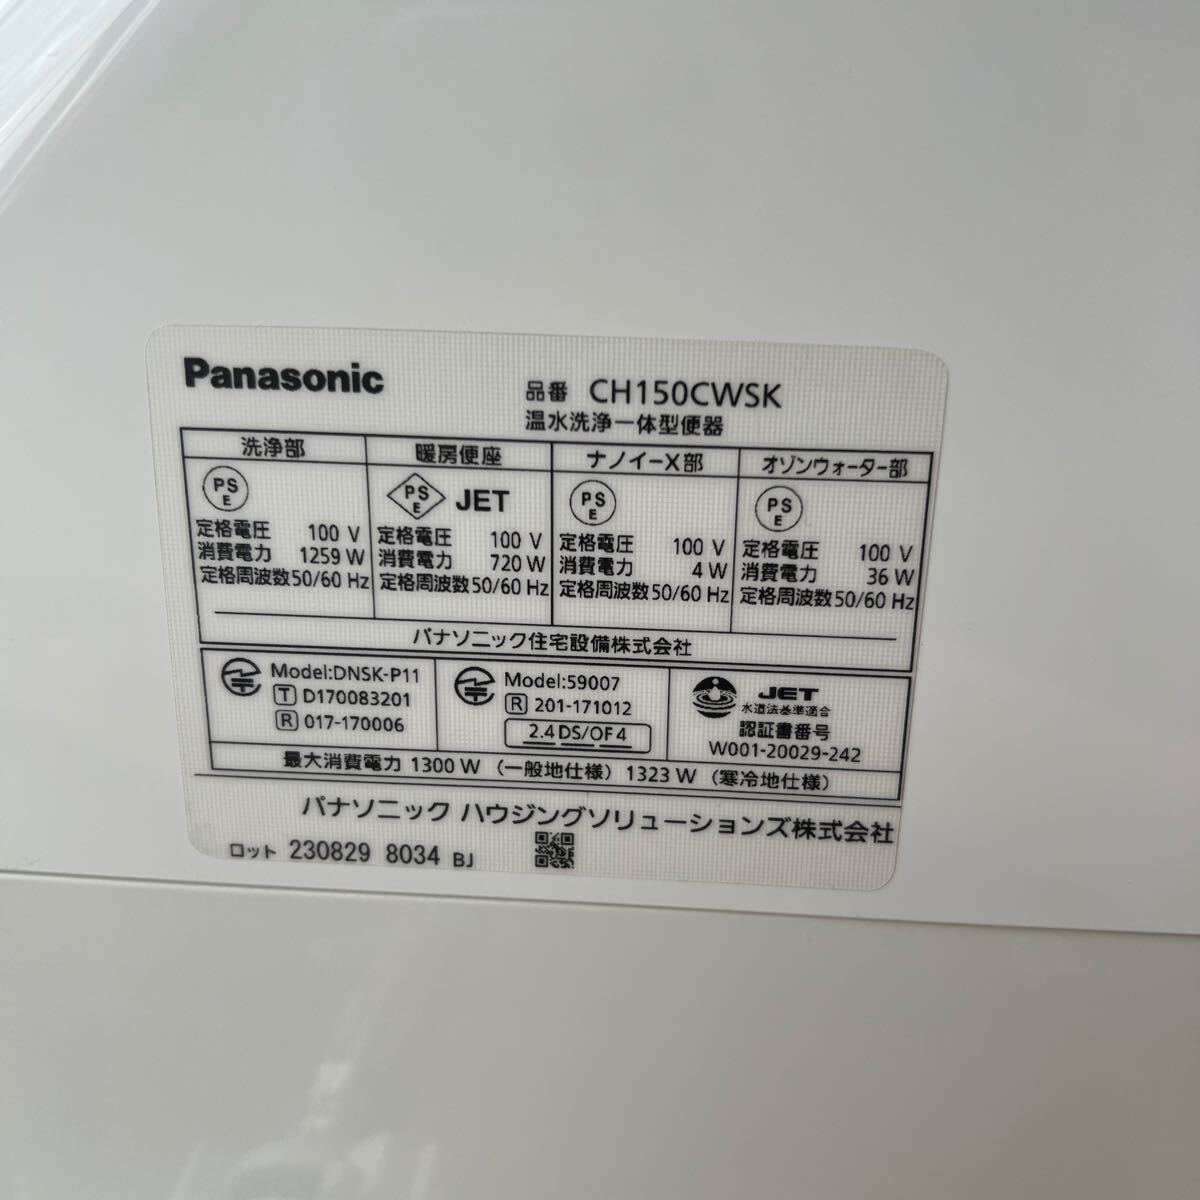 Panasonic 品番 CH150CWSK
温水洗浄一体型便器
洗浄部 暖房便座 ナノイーX部 オゾンウォーター部
PS E PS E JET PS E PS E
定格電圧 100 V 定格電圧 100 V 定格電圧 100 V 定格電圧 100 V
消費電力 1259 W 消費電力 720 W 消費電力 4 W 消費電力 36 W
定格周波数 50/60 Hz 定格周波数 50/60 Hz 定格周波数 50/60 Hz 定格周波数 50/60 Hz
パナソニック住宅設備株式会社
Model:DNSK-P11
T D170083201
R 017-170006
Model:59007
R 201-171012
2.4 DS/OF 4
JET
水道法基準適合
認証書番号
W001-20029-242
最大消費電力 1300 W (一般地仕様) 1323 W (寒冷地仕様)
パナソニック ハウジングソリューションズ株式会社
ロット 230829 8034 BJ